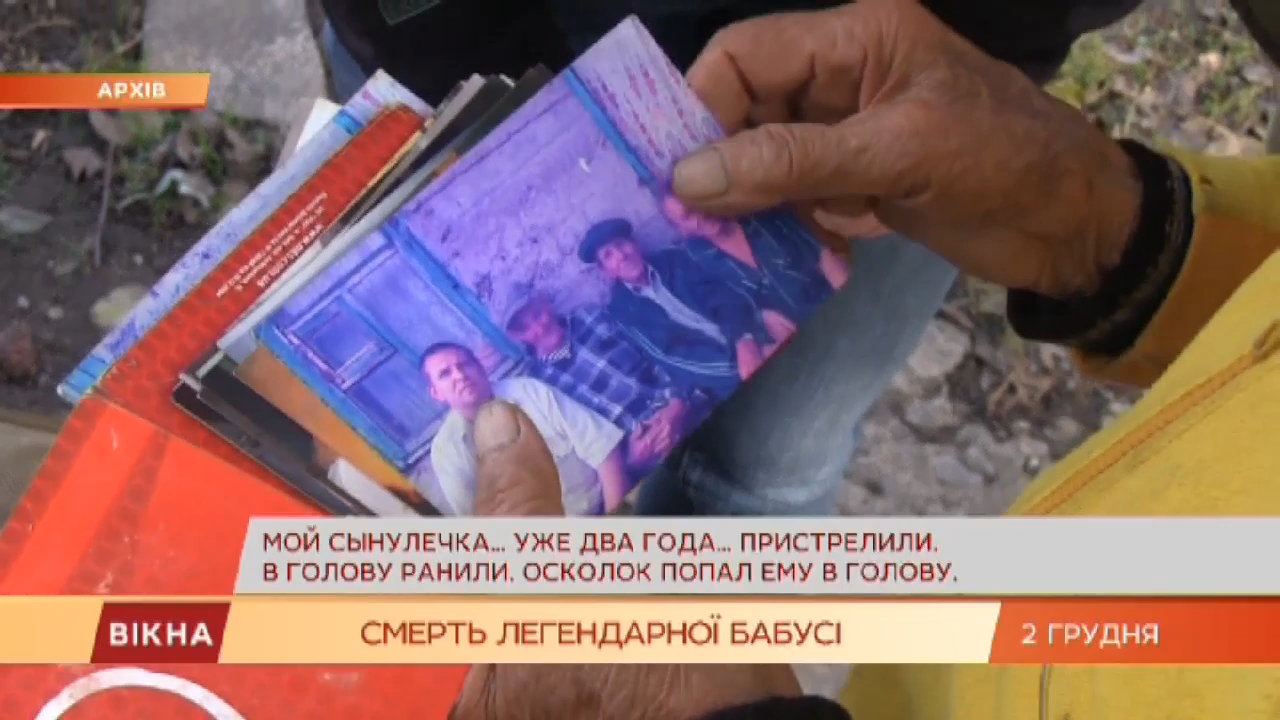 АРХІВ
МОЙ СЫНУЛЕЧКА... УЖЕ ДВА ГОДА... ПРИСТРЕЛИЛИ.
В ГОЛОВУ РАНИЛИ. ОСКОЛОК ПОПАЛ ЕМУ В ГОЛОВУ.
ВІКНА
СМЕРТЬ ЛЕГЕНДАРНОЇ БАБУСІ
2 ГРУДНЯ